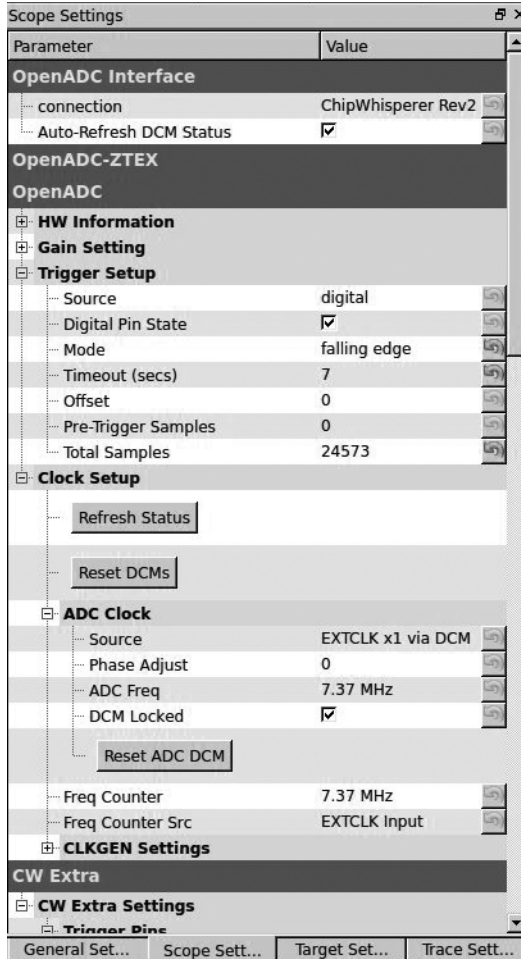 Scope Settings
Parameter Value
OpenADC Interface
connection ChipWhisperer Rev2
Auto-Refresh DCM Status
OpenADC-ZTEX
OpenADC
HW Information
Gain Setting
Trigger Setup
Source digital
Digital Pin State
Mode falling edge
Timeout (secs) 7
Offset 0
Pre-Trigger Samples 0
Total Samples 24573
Clock Setup
Refresh Status
Reset DCMs
ADC Clock
Source EXTCLK x1 via DCM
Phase Adjust 0
ADC Freq 7.37 MHz
DCM Locked
Reset ADC DCM
Freq Counter 7.37 MHz
Freq Counter Src EXTCLK Input
CLKGEN Settings
CW Extra
CW Extra Settings
Trigger Pins
General Set... Scope Sett... Target Set... Trace Sett...